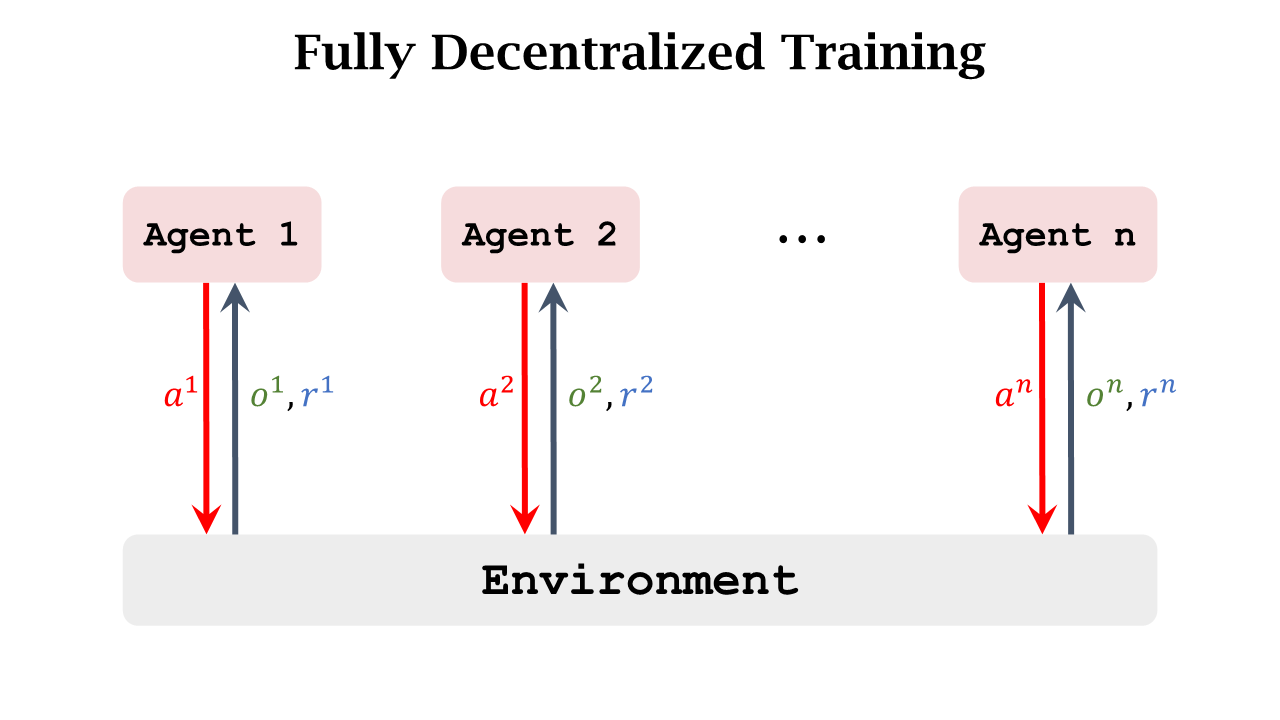 Fully Decentralized Training
Agent 1 Agent 2 ... Agent n
a¹ o¹, r¹ a² o², r² aⁿ oⁿ, rⁿ
Environment